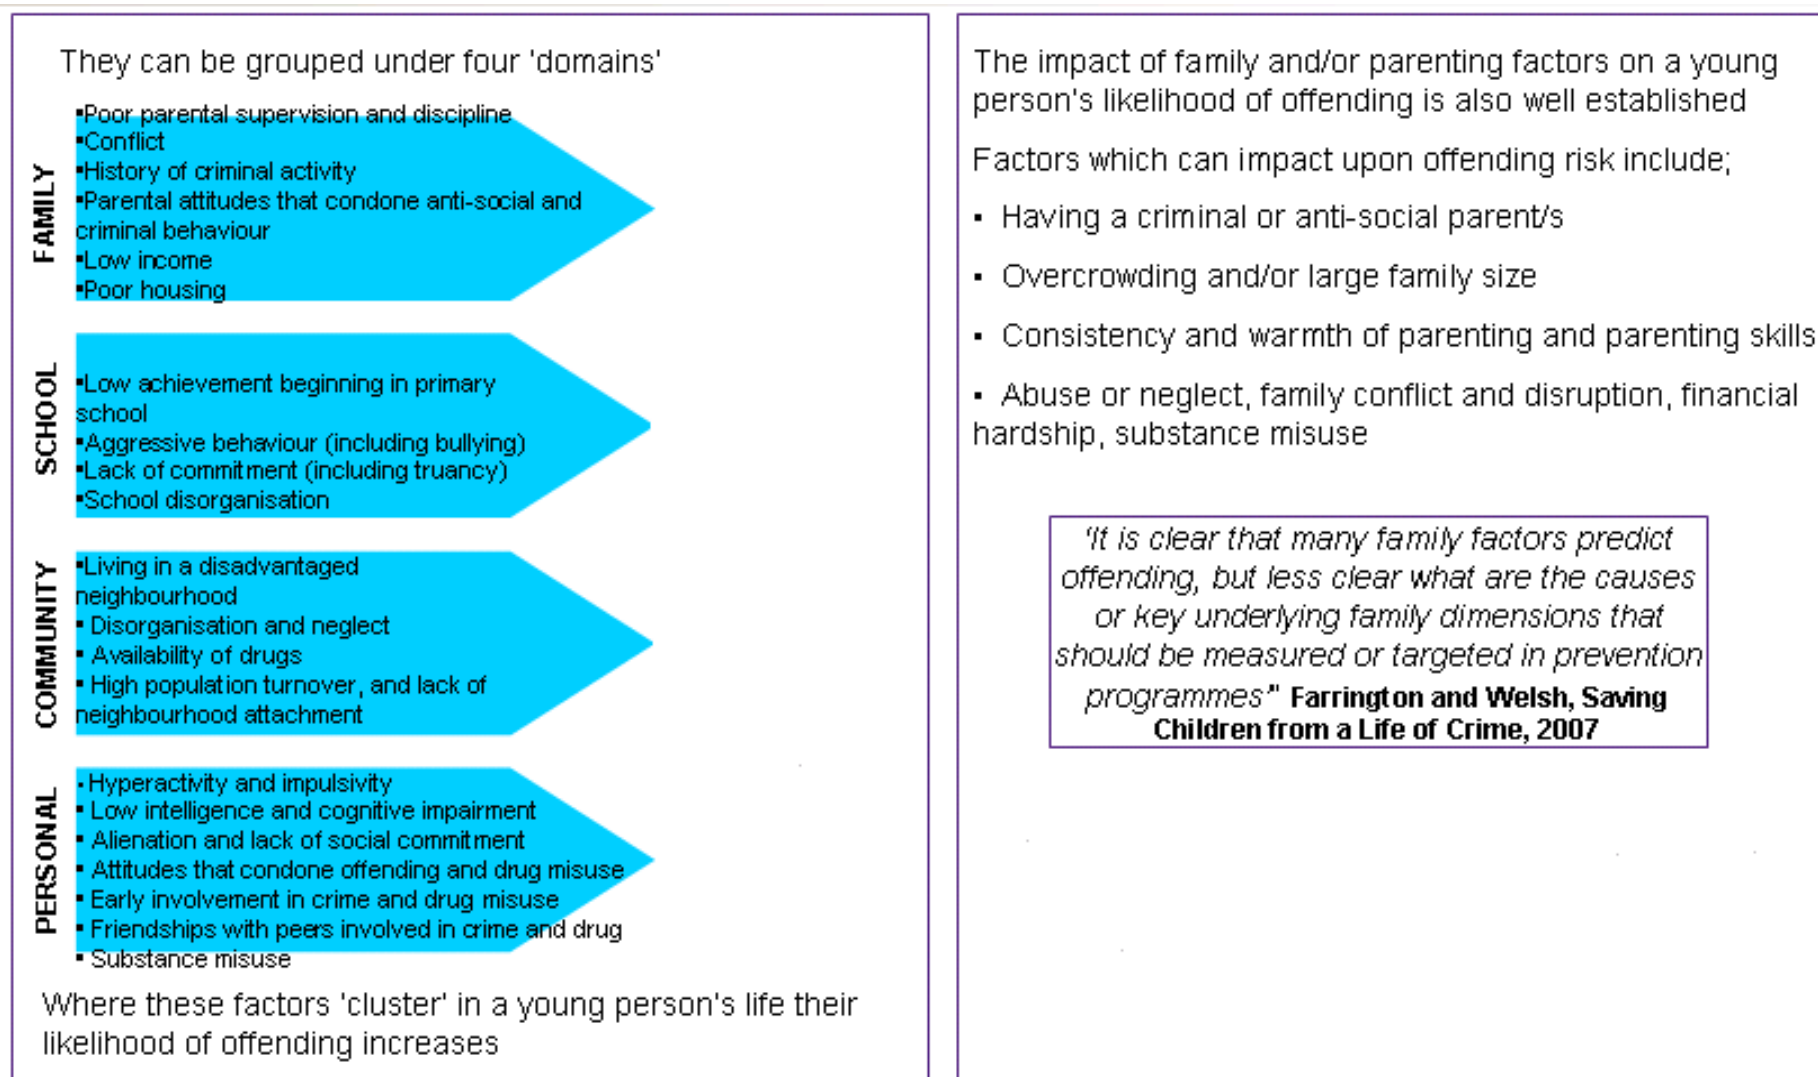 They can be grouped under four 'domains'
FAMILY
▪Poor parental supervision and discipline
▪Conflict
▪History of criminal activity
▪Parental attitudes that condone anti-social and
criminal behaviour
▪Low income
▪Poor housing
SCHOOL
▪Low achievement beginning in primary
school
▪Aggressive behaviour (including bullying)
▪Lack of commitment (including truancy)
▪School disorganisation
COMMUNITY
▪Living in a disadvantaged
neighbourhood
▪ Disorganisation and neglect
▪ Availability of drugs
▪ High population turnover, and lack of
neighbourhood attachment
PERSONAL
▪ Hyperactivity and impulsivity
▪ Low intelligence and cognitive impairment
▪ Alienation and lack of social commitment
▪ Attitudes that condone offending and drug misuse
▪ Early involvement in crime and drug misuse
▪ Friendships with peers involved in crime and drug
▪ Substance misuse
Where these factors 'cluster' in a young person's life their
likelihood of offending increases
The impact of family and/or parenting factors on a young
person's likelihood of offending is also well established
Factors which can impact upon offending risk include;
▪ Having a criminal or anti-social parent/s
▪ Overcrowding and/or large family size
▪ Consistency and warmth of parenting and parenting skills
▪ Abuse or neglect, family conflict and disruption, financial
hardship, substance misuse
'It is clear that many family factors predict
offending, but less clear what are the causes
or key underlying family dimensions that
should be measured or targeted in prevention
programmes'" Farrington and Welsh, Saving
Children from a Life of Crime, 2007